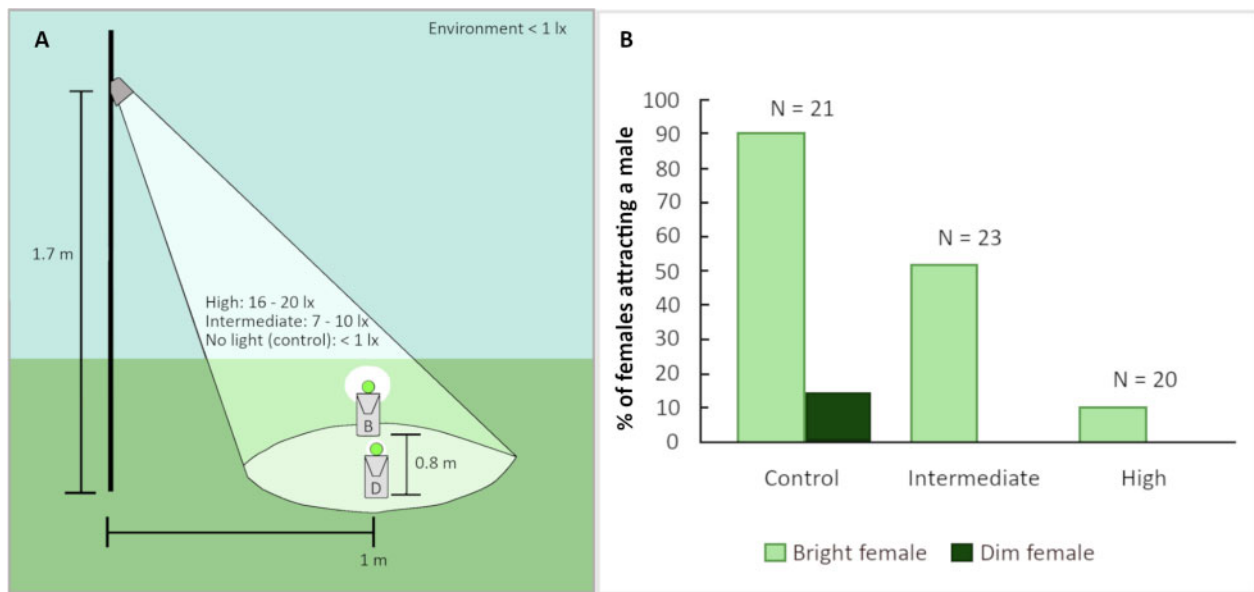 A
Environment < 1 lx
1.7 m
High: 16 - 20 lx
Intermediate: 7 - 10 lx
No light (control): < 1 lx
B
D
0.8 m
1 m
B
% of females attracting a male
100
90
80
70
60
50
40
30
20
10
0
N = 21
N = 23
N = 20
Control
Intermediate
High
Bright female
Dim female